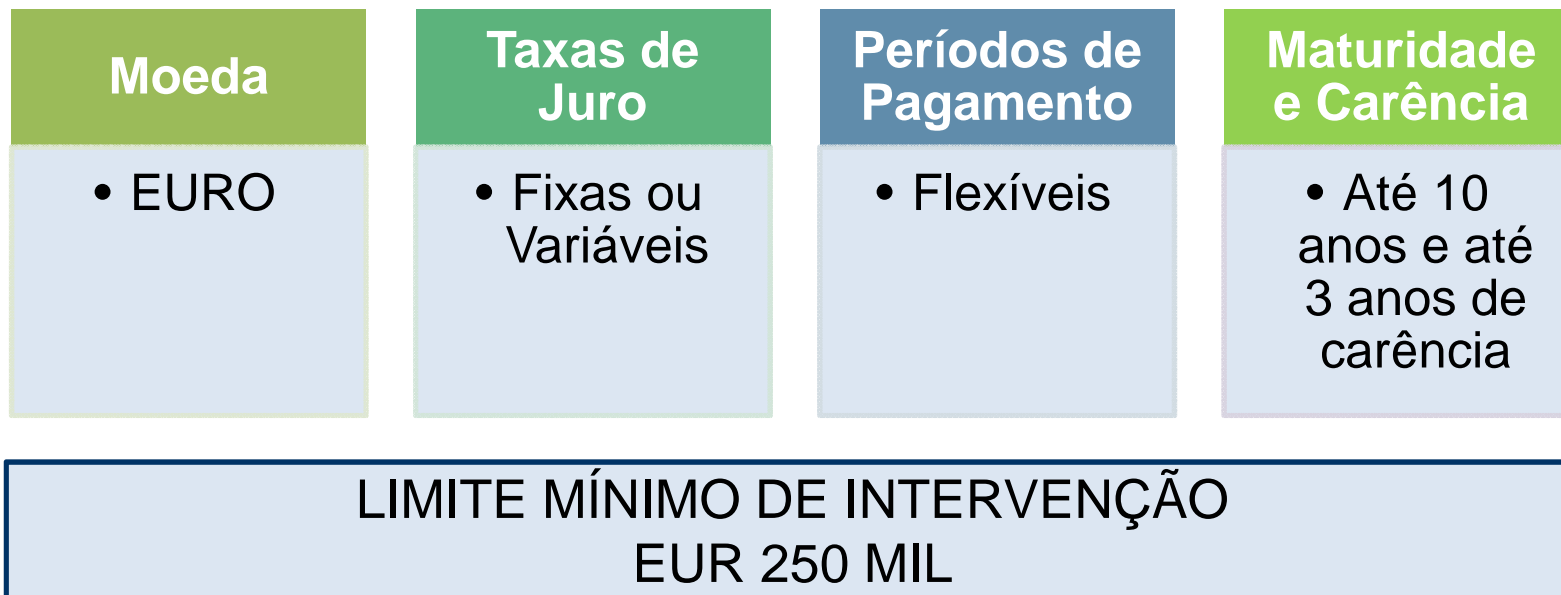 Moeda
• EURO
Taxas de
Juro
• Fixas ou
Variáveis
Períodos de
Pagamento
• Flexíveis
Maturidade
e Carência
• Até 10
anos e até
3 anos de
carência
LIMITE MÍNIMO DE INTERVENÇÃO
EUR 250 MIL